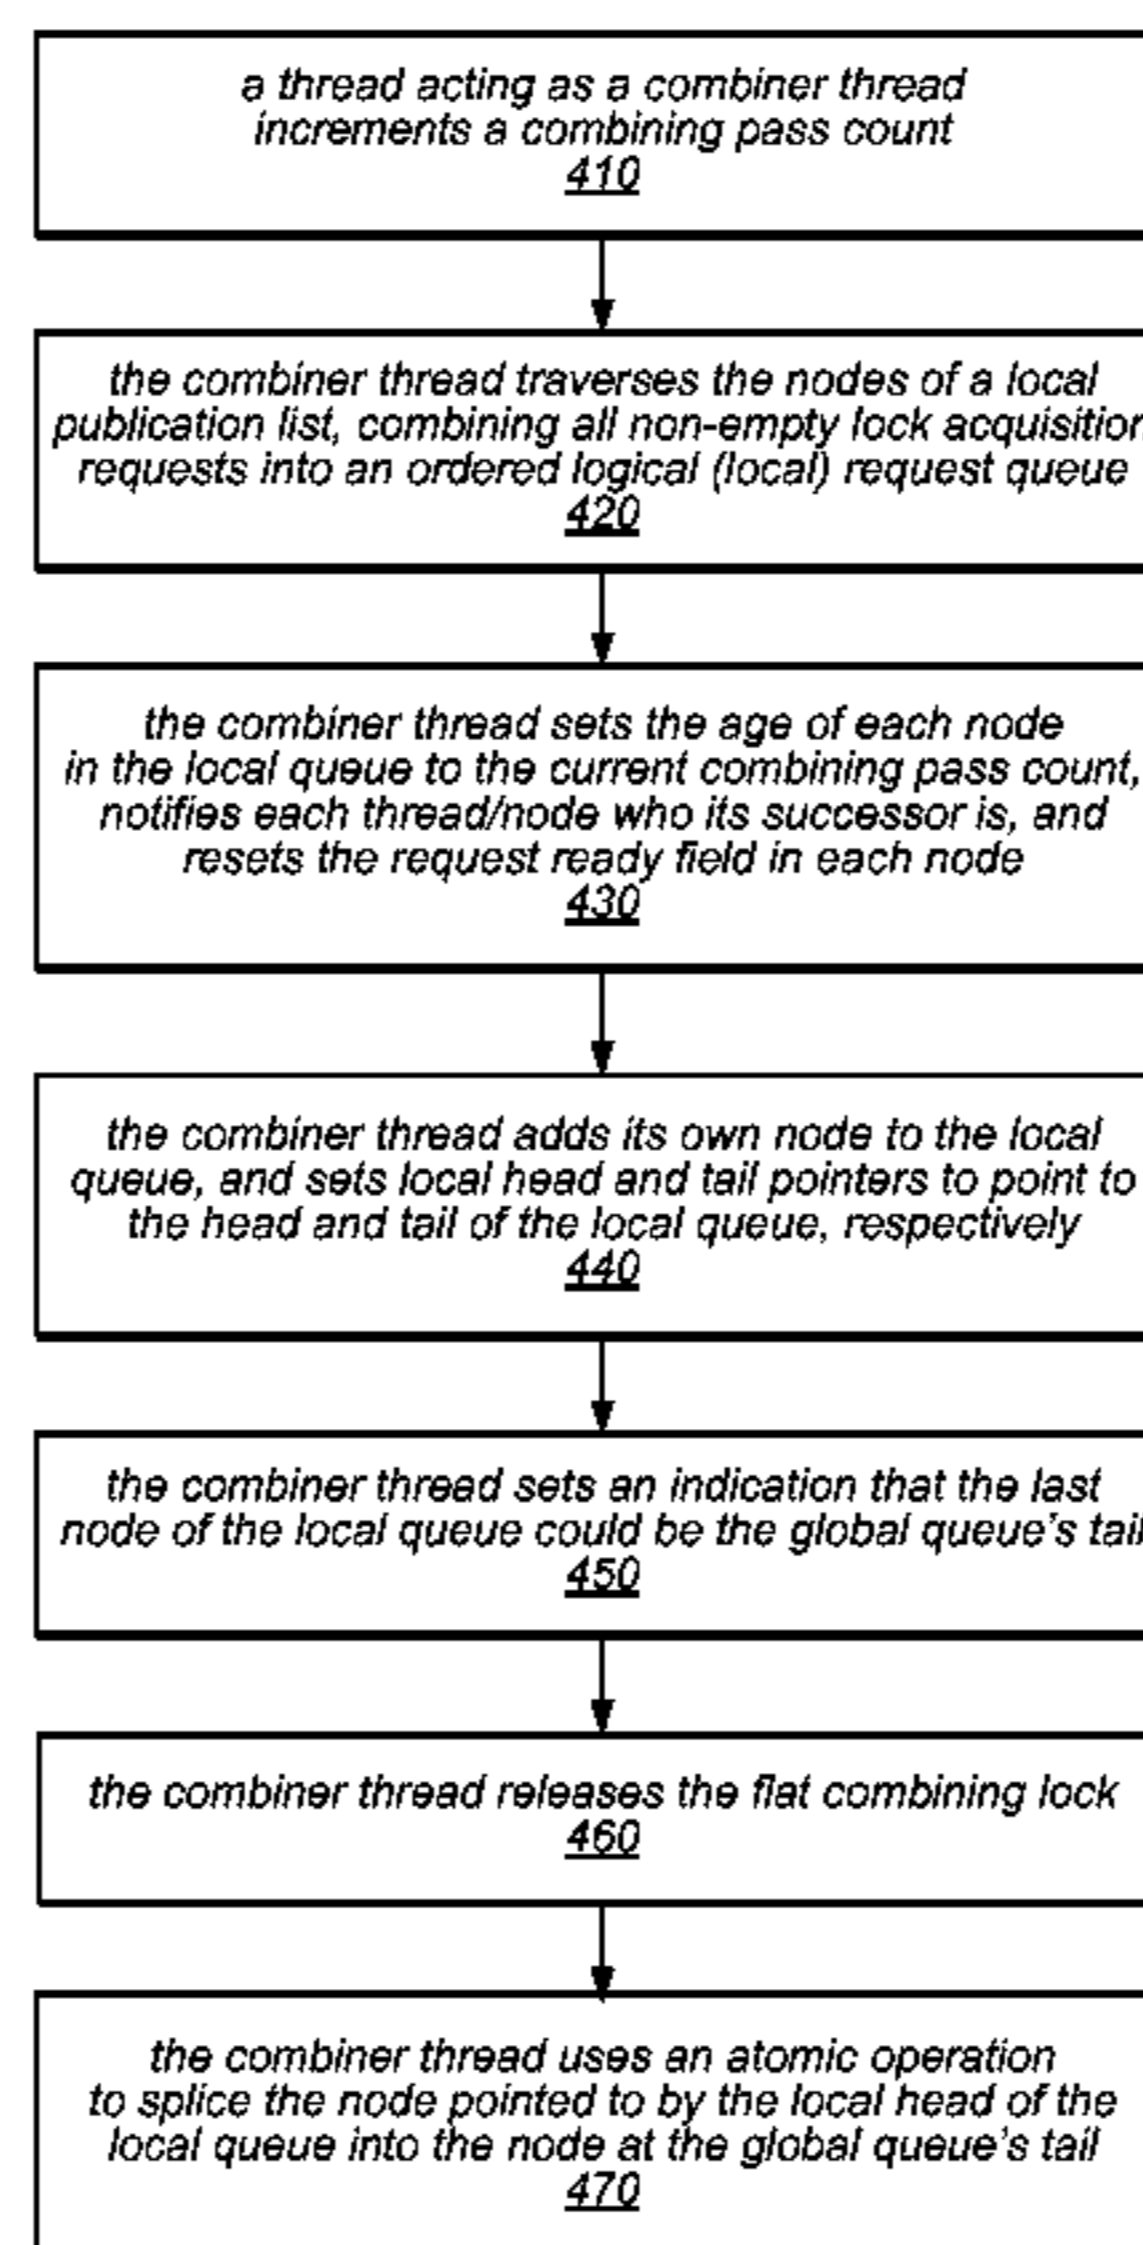 a thread acting as a combiner thread
increments a combining pass count
410
the combiner thread traverses the nodes of a local
publication list, combining all non-empty lock acquisition
requests into an ordered logical (local) request queue
420
the combiner thread sets the age of each node
in the local queue to the current combining pass count,
notifies each thread/node who its successor is, and
resets the request ready field in each node
430
the combiner thread adds its own node to the local
queue, and sets local head and tail pointers to point to
the head and tail of the local queue, respectively
440
the combiner thread sets an indication that the last
node of the local queue could be the global queue's tail
450
the combiner thread releases the flat combining lock
460
the combiner thread uses an atomic operation
to splice the node pointed to by the local head of the
local queue into the node at the global queue's tail
470